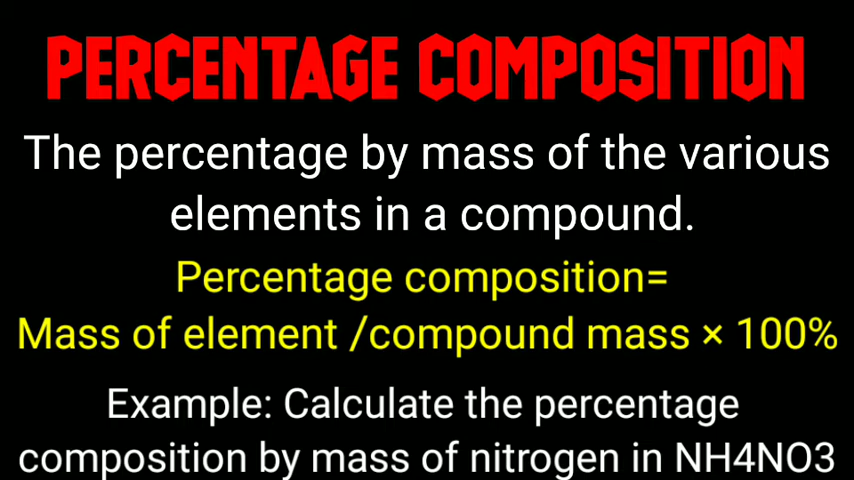 PERCENTAGE COMPOSITION
The percentage by mass of the various
elements in a compound.
Percentage composition=
Mass of element /compound mass × 100%
Example: Calculate the percentage
composition by mass of nitrogen in NH4NO3